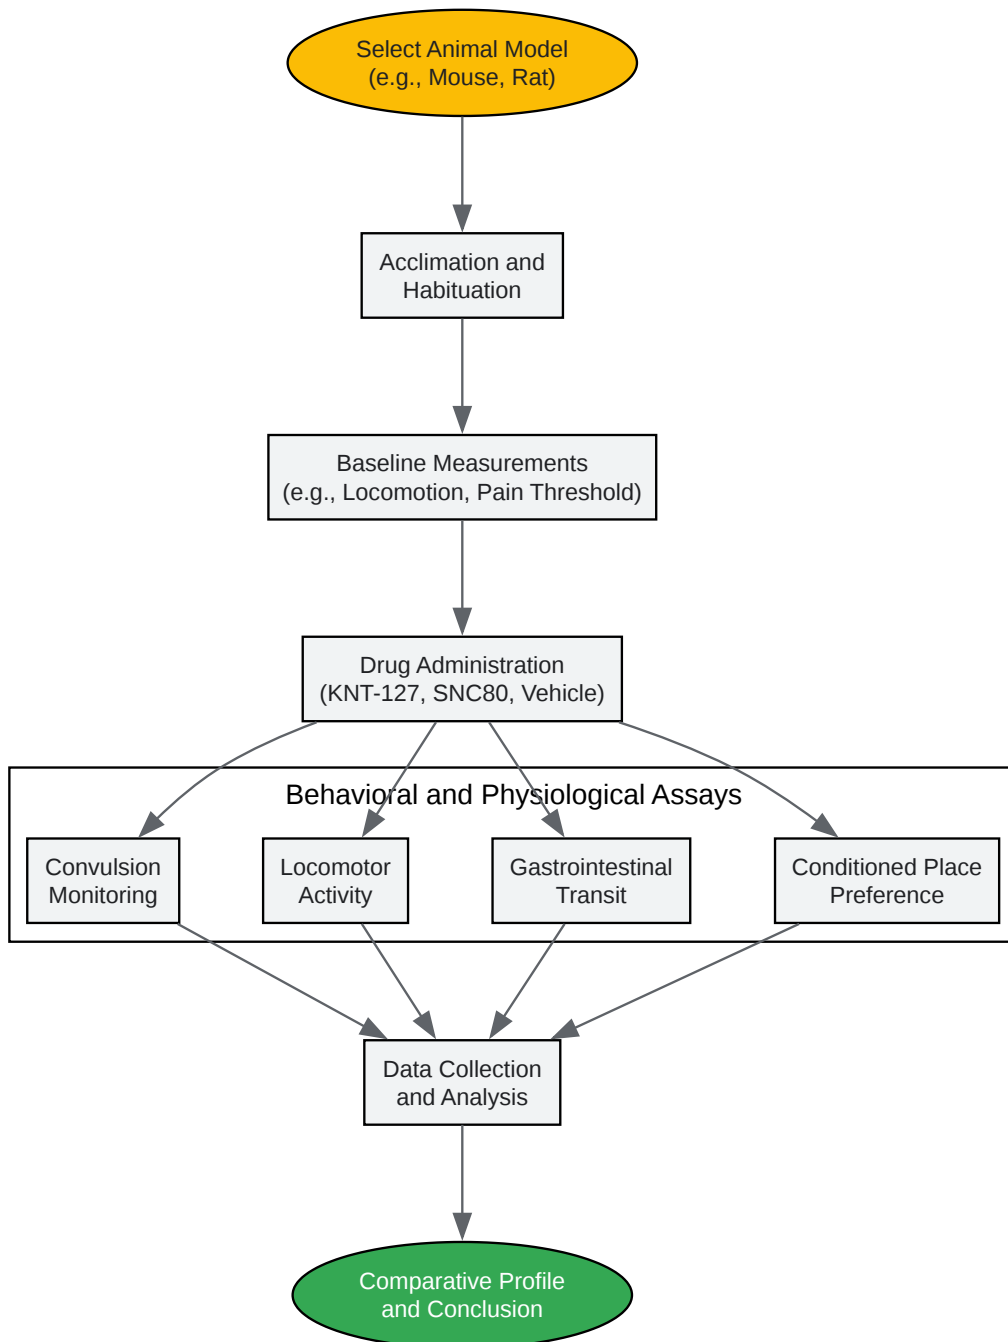 Select Animal Model
(e.g., Mouse, Rat)
Acclimation and
Habituation
Baseline Measurements
(e.g., Locomotion, Pain Threshold)
Drug Administration
(KNT-127, SNC80, Vehicle)
Behavioral and Physiological Assays
Convulsion
Monitoring
Locomotor
Activity
Gastrointestinal
Transit
Conditioned Place
Preference
Data Collection
and Analysis
Comparative Profile
and Conclusion